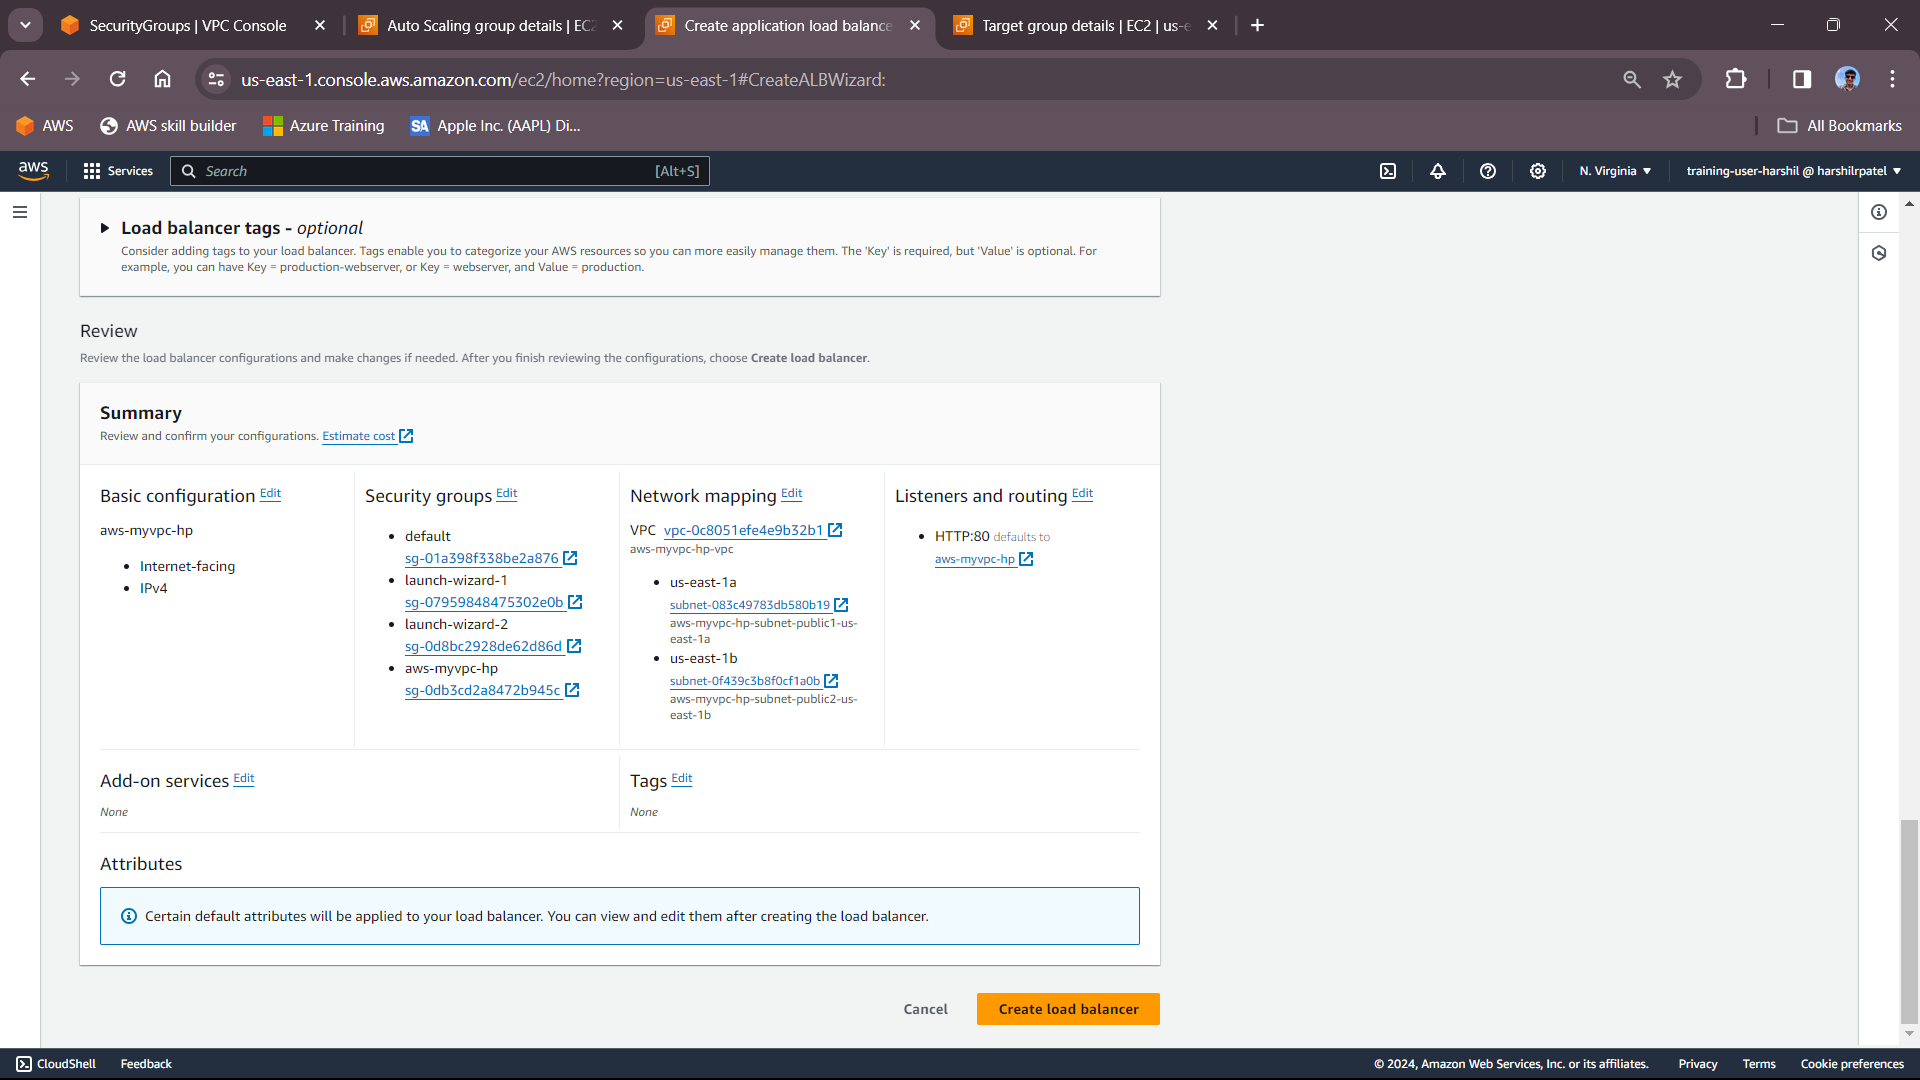 SecurityGroups | VPC Console
Auto Scaling group details | EC2
Create application load balance
Target group details | EC2 | us-e
us-east-1.console.aws.amazon.com/ec2/home?region=us-east-1#CreateALBWizard:
AWS
AWS skill builder
Azure Training
SA
Apple Inc. (AAPL) Di...
All Bookmarks
aws
Services
Search
[Alt+S]
N. Virginia
training-user-harshil @ harshilrpatel
Load balancer tags - optional
Consider adding tags to your load balancer. Tags enable you to categorize your AWS resources so you can more easily manage them. The 'Key' is required, but 'Value' is optional. For
example, you can have Key = production-webserver, or Key = webserver, and Value = production.
Review
Review the load balancer configurations and make changes if needed. After you finish reviewing the configurations, choose Create load balancer.
Summary
Review and confirm your configurations. Estimate cost
Basic configuration Edit
aws-myvpc-hp
• Internet-facing
• IPv4
Security groups Edit
• default
sg-01a398f338be2a876
• launch-wizard-1
sg-07959848475302e0b
• launch-wizard-2
sg-0d8bc2928de62d86d
• aws-myvpc-hp
sg-0db3cd2a8472b945c
Network mapping Edit
VPC vpc-0c8051efe4e9b32b1
aws-myvpc-hp-vpc
• us-east-1a
subnet-083c49783db580b19
aws-myvpc-hp-subnet-public1-us-
east-1a
• us-east-1b
subnet-0f439c3b8f0cf1a0b
aws-myvpc-hp-subnet-public2-us-
east-1b
Listeners and routing Edit
• HTTP:80 defaults to
aws-myvpc-hp
Add-on services Edit
None
Tags Edit
None
Attributes
Certain default attributes will be applied to your load balancer. You can view and edit them after creating the load balancer.
Cancel
Create load balancer
CloudShell
Feedback
© 2024, Amazon Web Services, Inc. or its affiliates.
Privacy
Terms
Cookie preferences